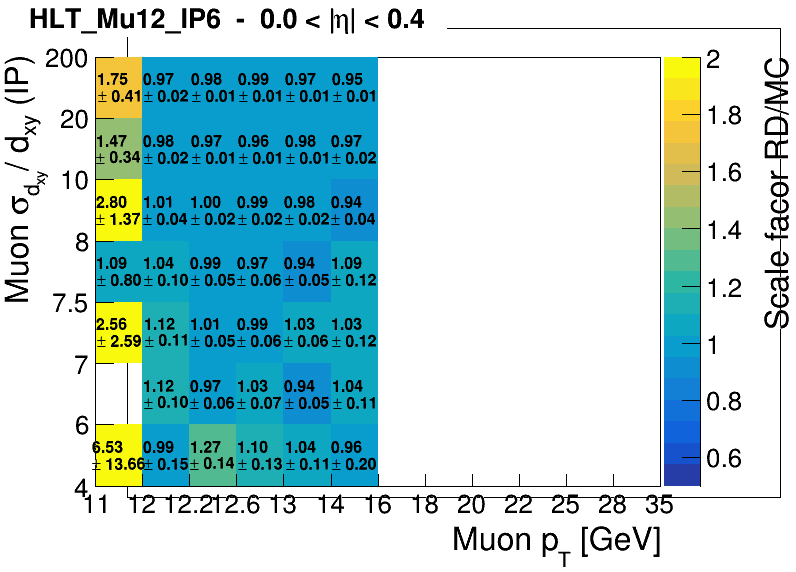 HLT_Mu12_IP6 - 0.0 < |η| < 0.4
Muon σ_{d_{xy}} / d_{xy} (IP)
200
20
10
8
7.5
7
6
4
1.75 0.97 0.98 0.99 0.97 0.95
± 0.41 ± 0.02 ± 0.01 ± 0.01 ± 0.01 ± 0.01
1.47 0.98 0.97 0.96 0.98 0.97
± 0.34 ± 0.02 ± 0.01 ± 0.01 ± 0.01 ± 0.02
2.80 1.01 1.00 0.99 0.98 0.94
± 1.37 ± 0.04 ± 0.02 ± 0.02 ± 0.02 ± 0.04
1.09 1.04 0.99 0.97 0.94 1.09
± 0.80 ± 0.10 ± 0.05 ± 0.06 ± 0.05 ± 0.12
2.56 1.12 1.01 0.99 1.03 1.03
± 2.59 ± 0.11 ± 0.05 ± 0.06 ± 0.06 ± 0.12
1.12 0.97 1.03 0.94 1.04
± 0.10 ± 0.06 ± 0.07 ± 0.05 ± 0.11
6.53 0.99 1.27 1.10 1.04 0.96
± 13.66 ± 0.15 ± 0.14 ± 0.13 ± 0.11 ± 0.20
11 12 12.2 12.6 13 14 16 18 20 22 25 28 35
Muon p_T [GeV]
2
1.8
1.6
1.4
1.2
1
0.8
0.6
Scale facor RD/MC